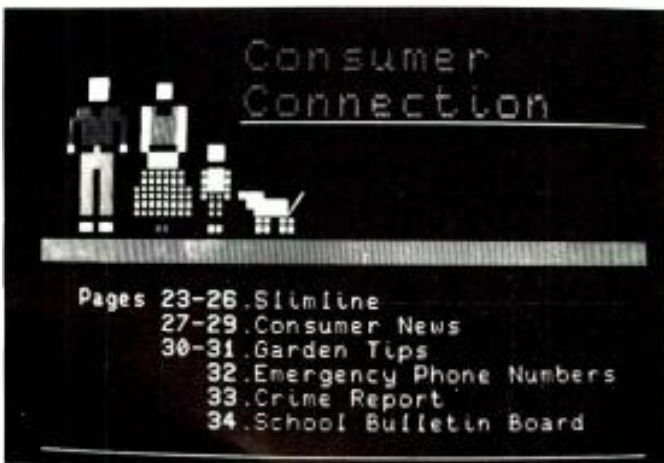 Consumer
Connection
Pages 23-26.Slimline
27-29.Consumer News
30-31.Garden Tips
32.Emergency Phone Numbers
33.Crime Report
34.School Bulletin Board